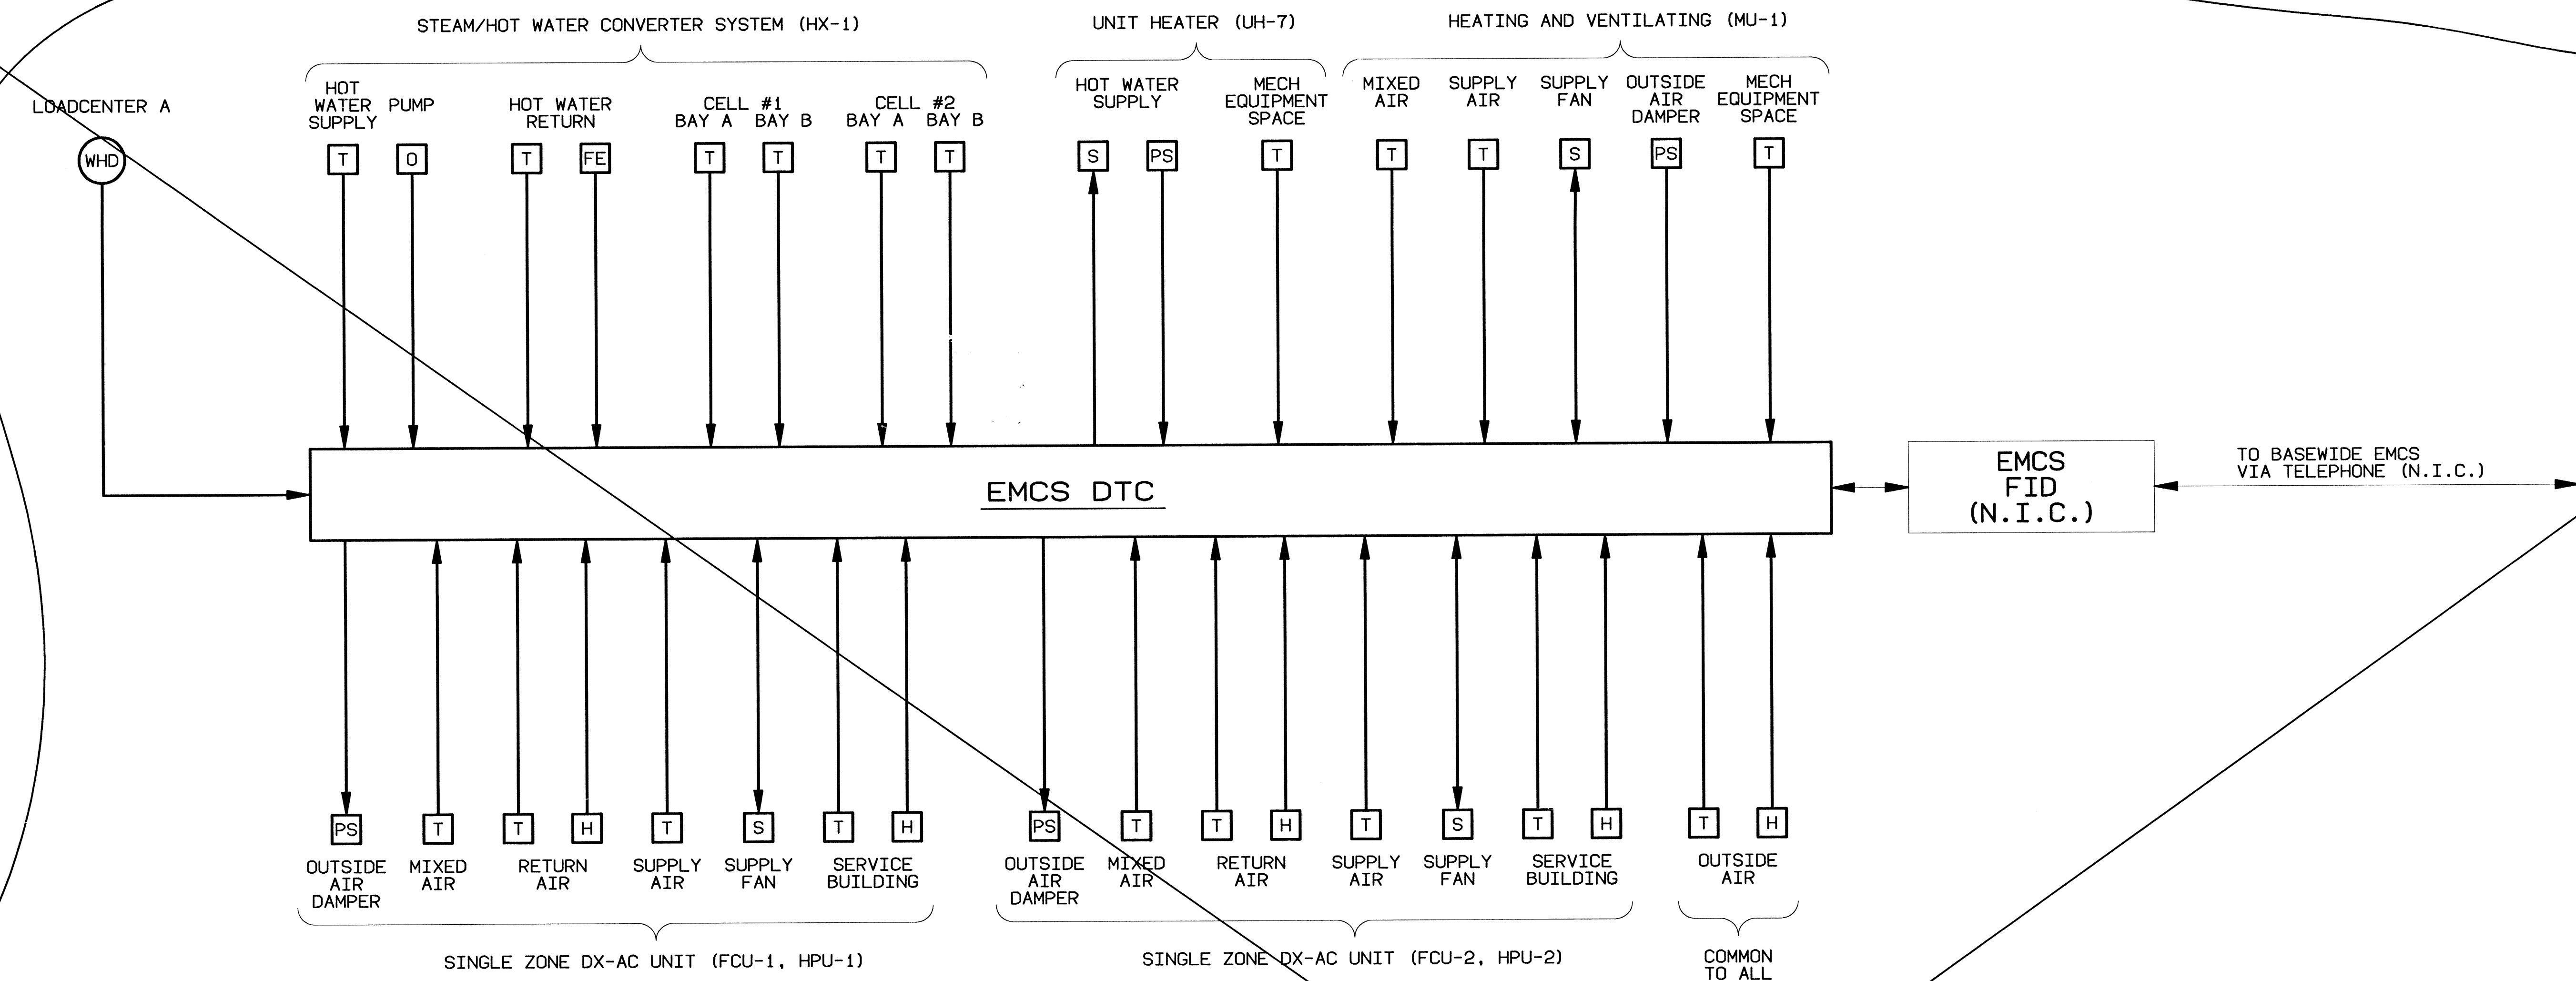 STEAM/HOT WATER CONVERTER SYSTEM (HX-1)
UNIT HEATER (UH-7)
HEATING AND VENTILATING (MU-1)
LOADCENTER A
HOT
WATER
SUPPLY
PUMP
HOT WATER
RETURN
CELL #1
BAY A BAY B
CELL #2
BAY A BAY B
HOT WATER
SUPPLY
MECH
EQUIPMENT
SPACE
MIXED
AIR
SUPPLY
AIR
SUPPLY
FAN
OUTSIDE
AIR
DAMPER
MECH
EQUIPMENT
SPACE
WHD
T O T FE T T T T S PS T T T S PS T
EMCS DTC
EMCS
FID
(N.I.C.)
TO BASEWIDE EMCS
VIA TELEPHONE (N.I.C.)
PS T T H T S T H PS T T H T S T H T H
OUTSIDE
AIR
DAMPER
MIXED
AIR
RETURN
AIR
SUPPLY
AIR
SUPPLY
FAN
SERVICE
BUILDING
OUTSIDE
AIR
DAMPER
MIXED
AIR
RETURN
AIR
SUPPLY
AIR
SUPPLY
FAN
SERVICE
BUILDING
OUTSIDE
AIR
SINGLE ZONE DX-AC UNIT (FCU-1, HPU-1)
SINGLE ZONE DX-AC UNIT (FCU-2, HPU-2)
COMMON
TO ALL